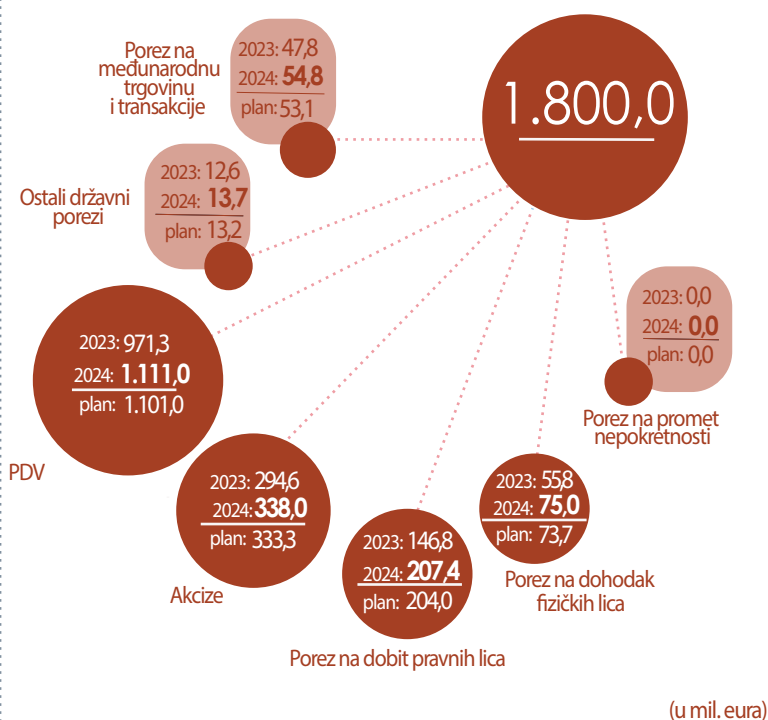 1.800,0
Porez na
međunarodnu
trgovinu
i transakcije
2023: 47,8
2024: 54,8
plan: 53,1
Ostali državni
porezi
2023: 12,6
2024: 13,7
plan: 13,2
2023: 971,3
2024: 1.111,0
plan: 1.101,0
PDV
2023: 294,6
2024: 338,0
plan: 333,3
Akcize
2023: 146,8
2024: 207,4
plan: 204,0
Porez na dobit pravnih lica
2023: 55,8
2024: 75,0
plan: 73,7
Porez na dohodak
fizičkih lica
2023: 0,0
2024: 0,0
plan: 0,0
Porez na promet
nepokretnosti
(u mil. eura)